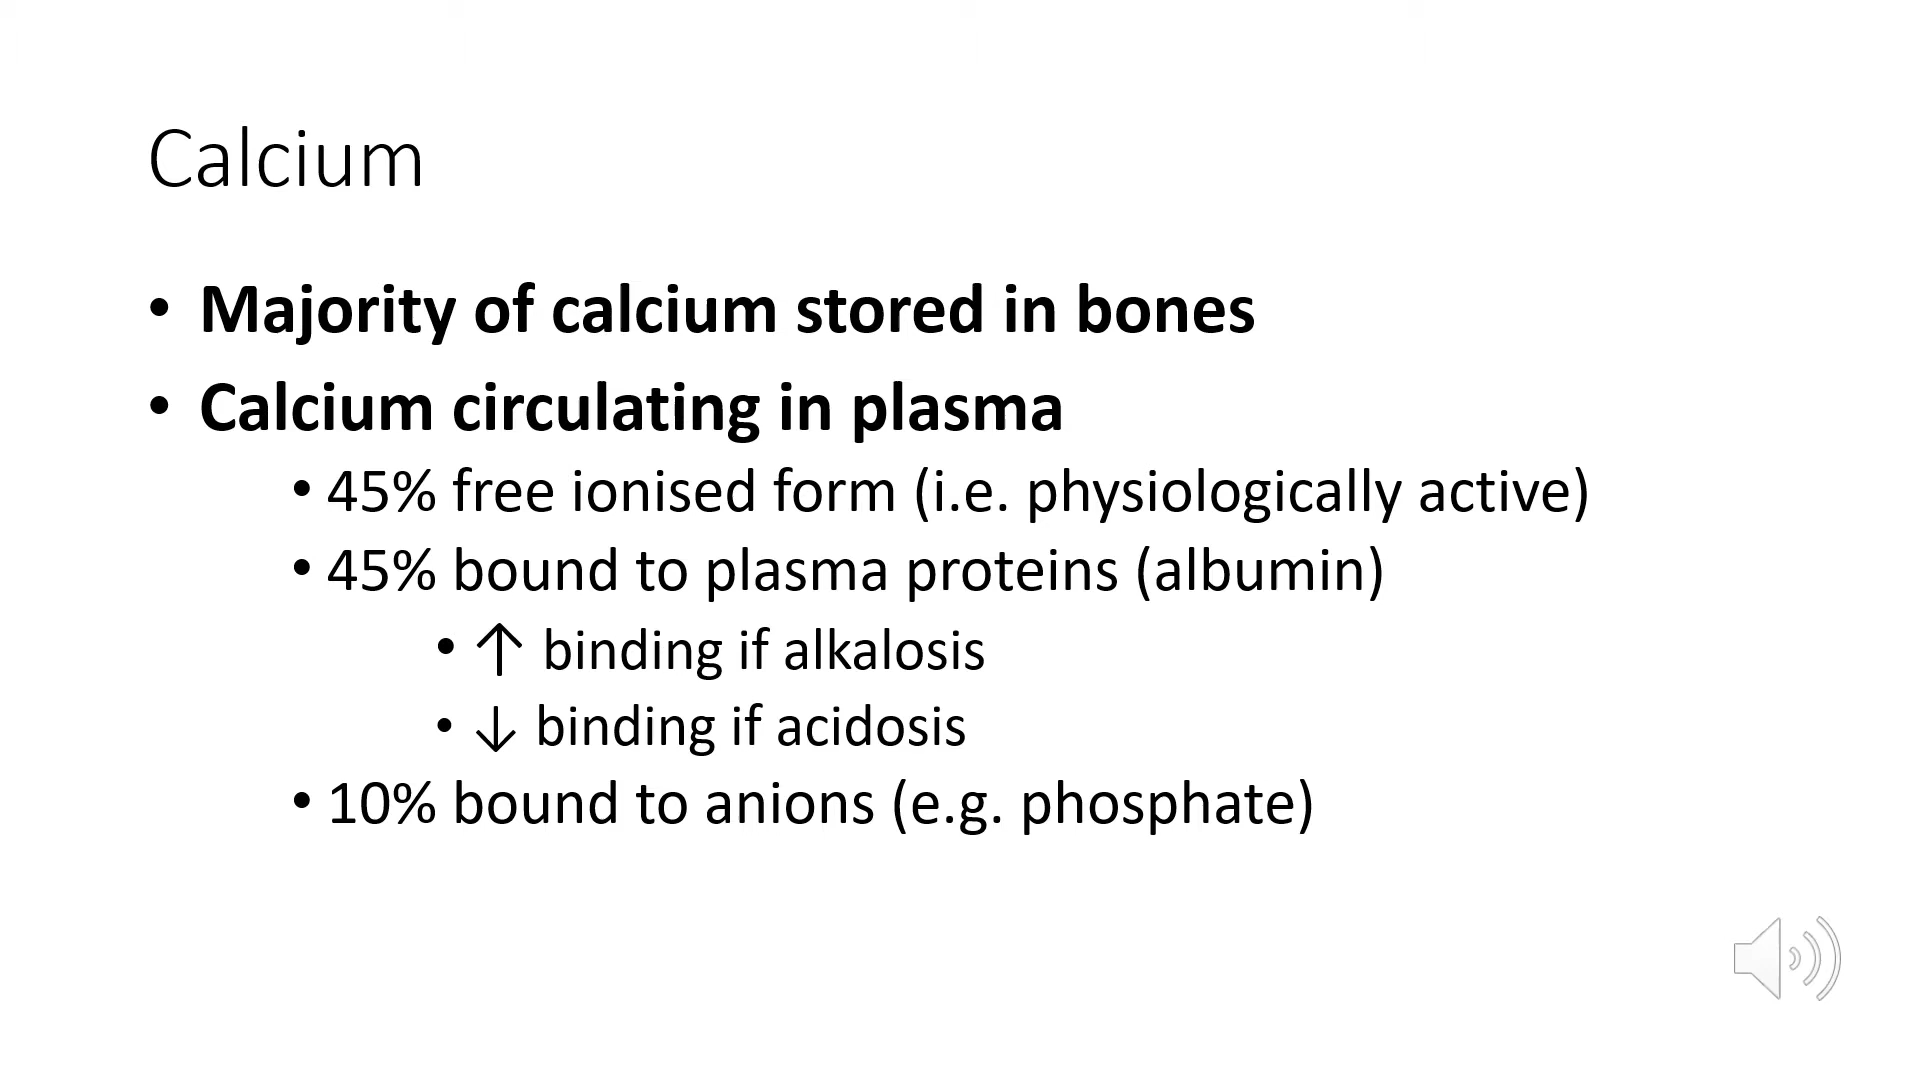 Calcium
• Majority of calcium stored in bones
• Calcium circulating in plasma
• 45% free ionised form (i.e. physiologically active)
• 45% bound to plasma proteins (albumin)
• ↑ binding if alkalosis
• ↓ binding if acidosis
• 10% bound to anions (e.g. phosphate)